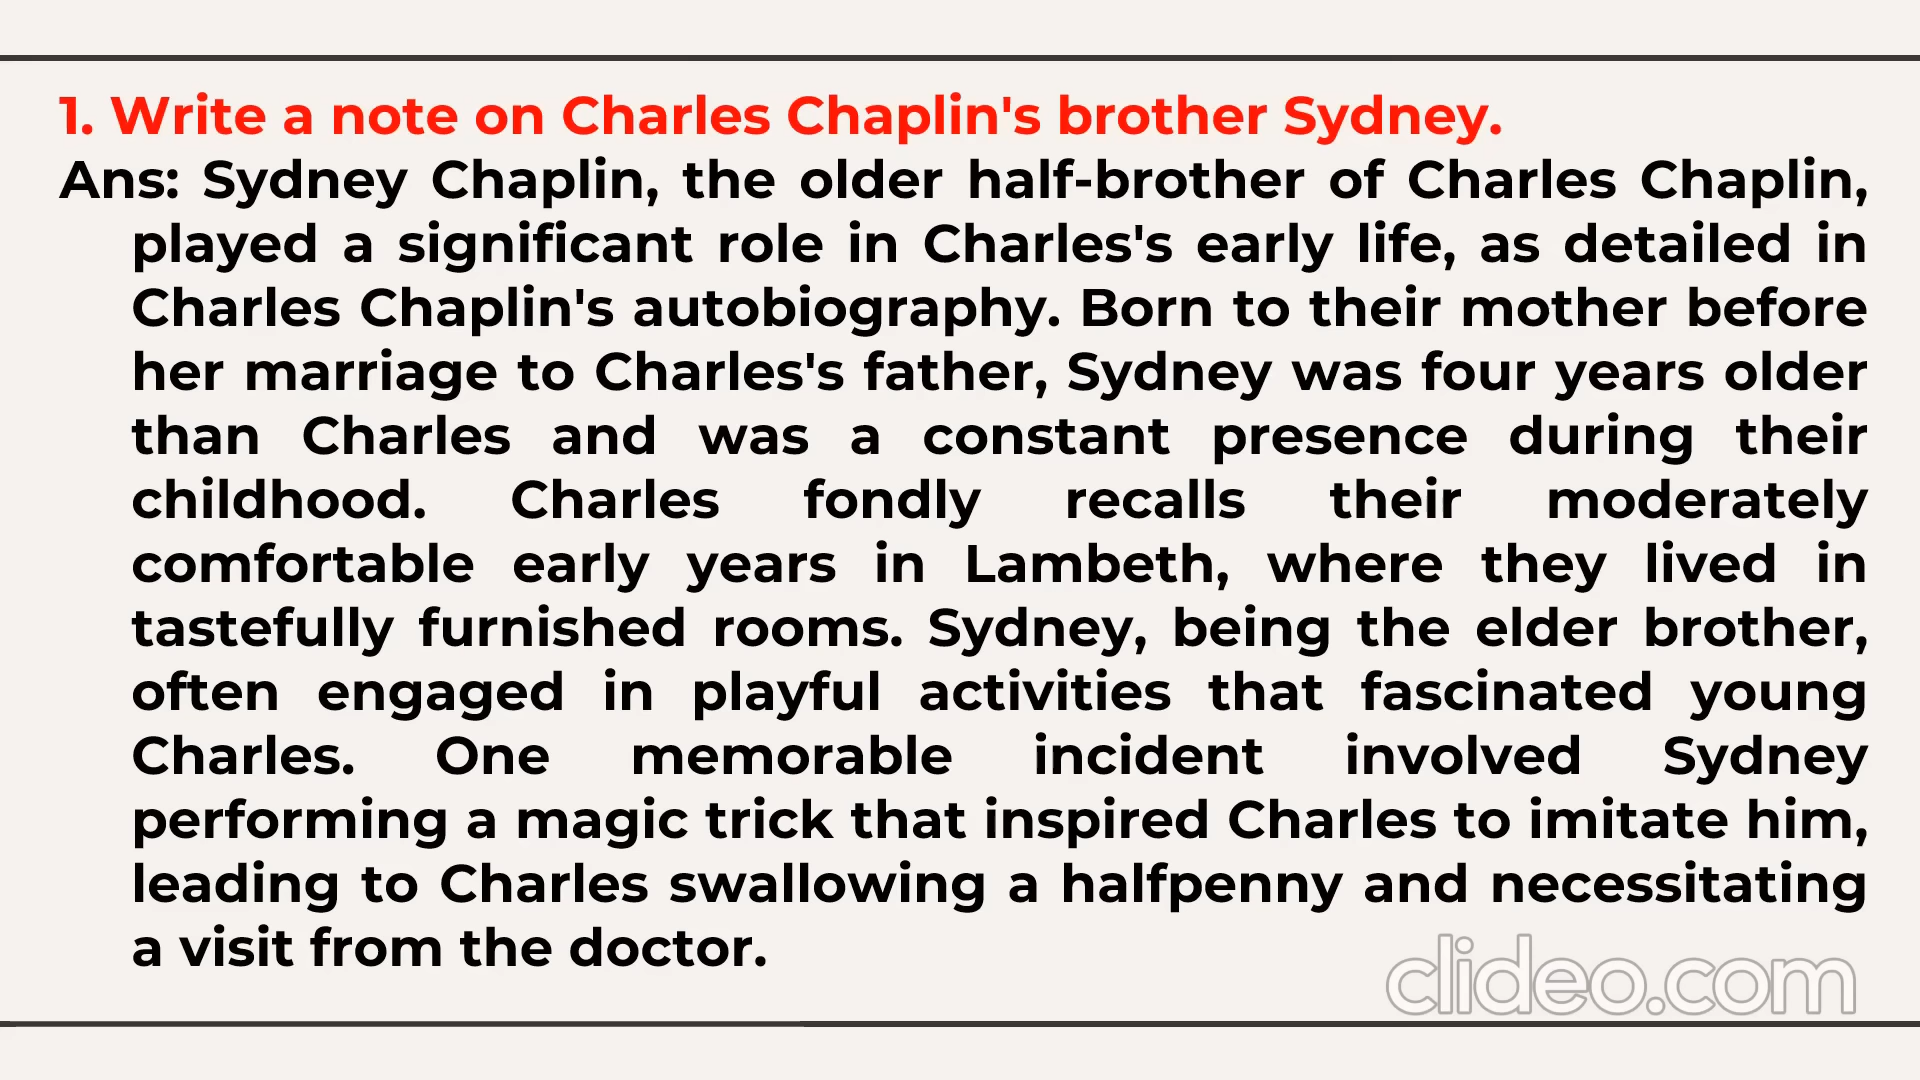 1. Write a note on Charles Chaplin's brother Sydney.
Ans: Sydney Chaplin, the older half-brother of Charles Chaplin,
played a significant role in Charles's early life, as detailed in
Charles Chaplin's autobiography. Born to their mother before
her marriage to Charles's father, Sydney was four years older
than Charles and was a constant presence during their
childhood. Charles fondly recalls their moderately
comfortable early years in Lambeth, where they lived in
tastefully furnished rooms. Sydney, being the elder brother,
often engaged in playful activities that fascinated young
Charles. One memorable incident involved Sydney
performing a magic trick that inspired Charles to imitate him,
leading to Charles swallowing a halfpenny and necessitating
a visit from the doctor.
clideo.com